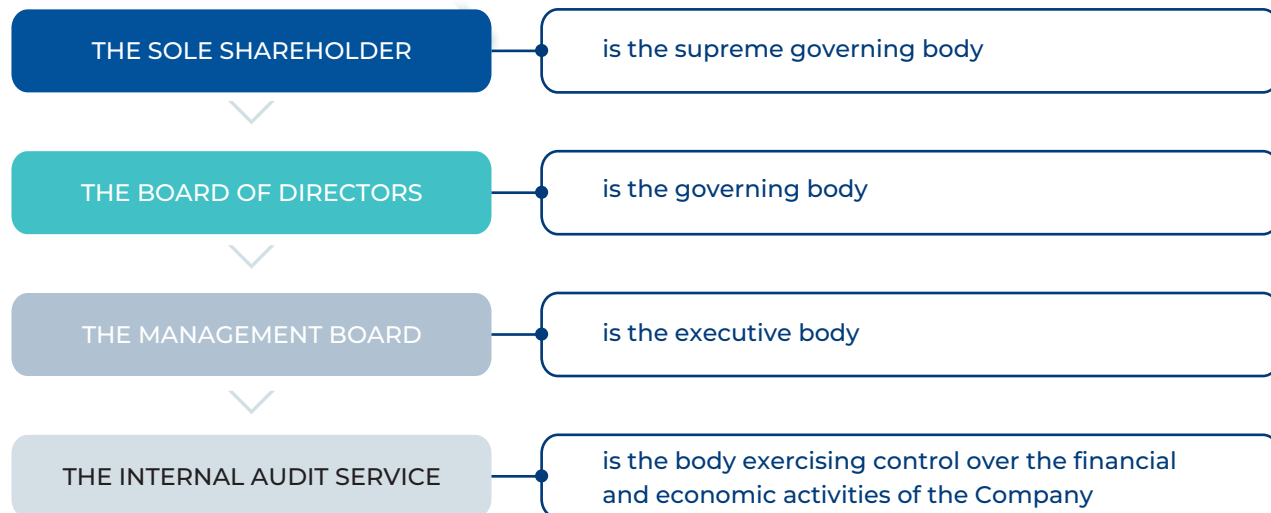 THE SOLE SHAREHOLDER
is the supreme governing body
THE BOARD OF DIRECTORS
is the governing body
THE MANAGEMENT BOARD
is the executive body
THE INTERNAL AUDIT SERVICE
is the body exercising control over the financial
and economic activities of the Company